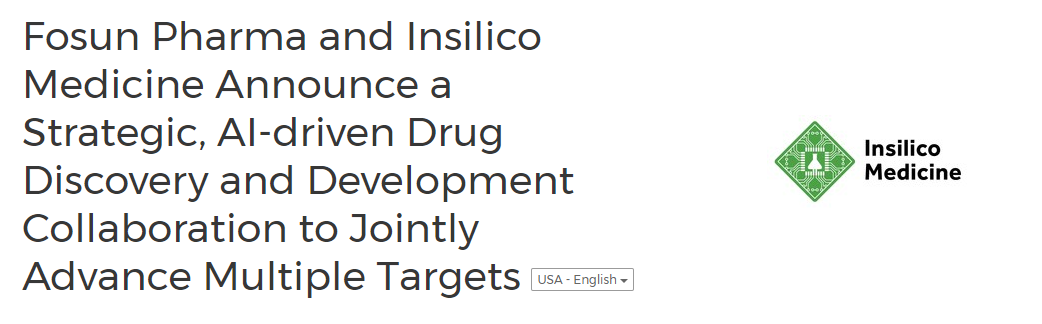 Fosun Pharma and Insilico
Medicine Announce a
Strategic, AI-driven Drug
Discovery and Development
Collaboration to Jointly
Advance Multiple Targets
USA - English
Insilico
Medicine